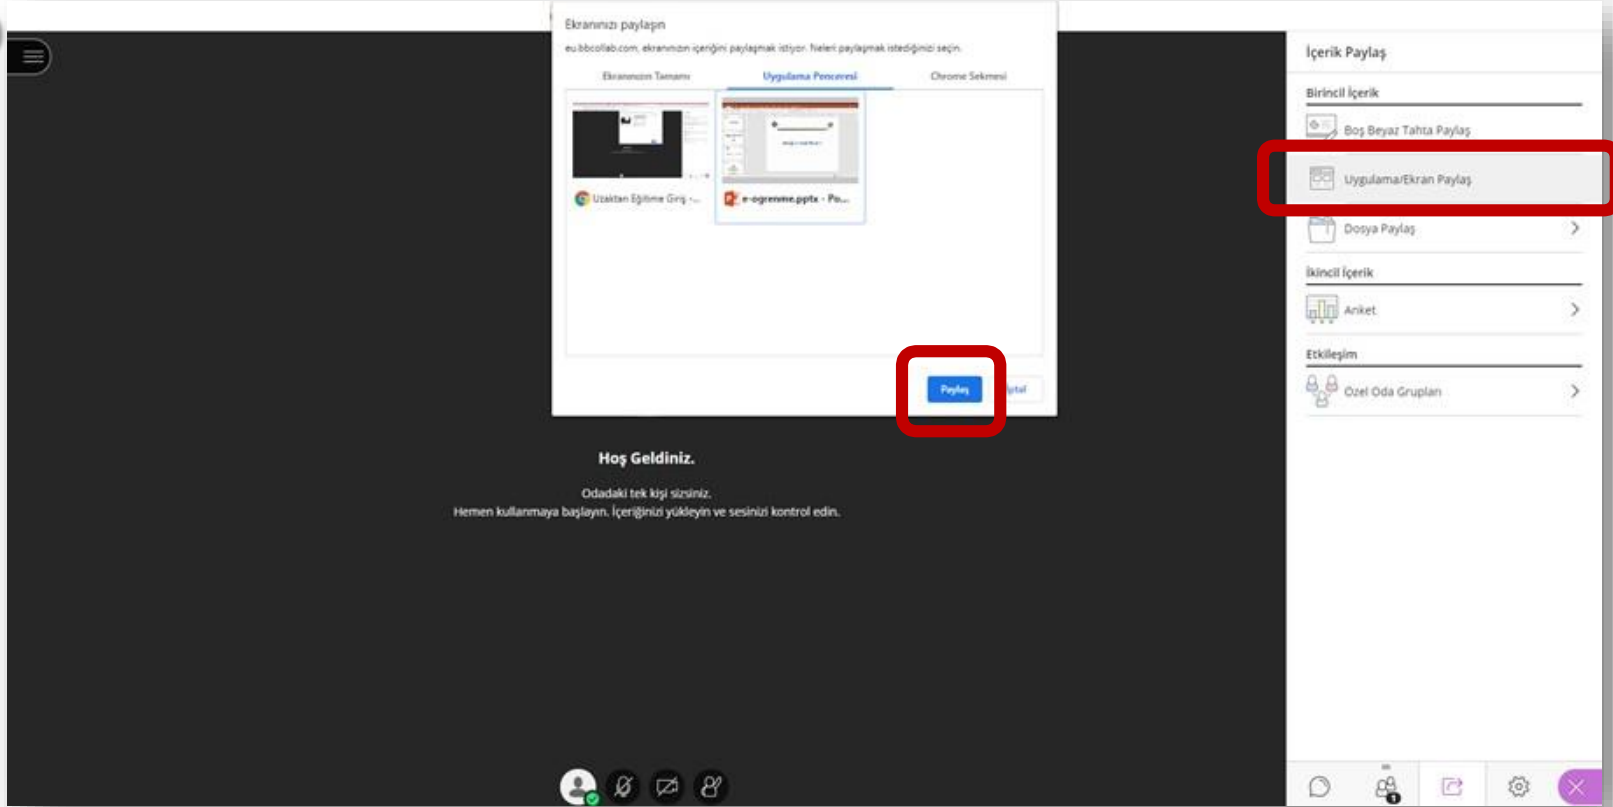 Ekranınızı paylaşın
eu.bbcollab.com, ekranınızın içeriğini paylaşmak istiyor. Neleri paylaşmak istediğinizi seçin.
Ekranınızın Tamamı
Uygulama Penceresi
Chrome Sekmesi
Uzaktan Eğitime Giriş -...
e-ogrenme.pptx - Po...
Paylaş
İptal
Hoş Geldiniz.
Odadaki tek kişi sizsiniz.
Hemen kullanmaya başlayın. İçeriğinizi yükleyin ve sesinizi kontrol edin.
İçerik Paylaş
Birincil İçerik
Boş Beyaz Tahta Paylaş
Uygulama/Ekran Paylaş
Dosya Paylaş
İkincil İçerik
Anket
Etkileşim
Özel Oda Grupları
1